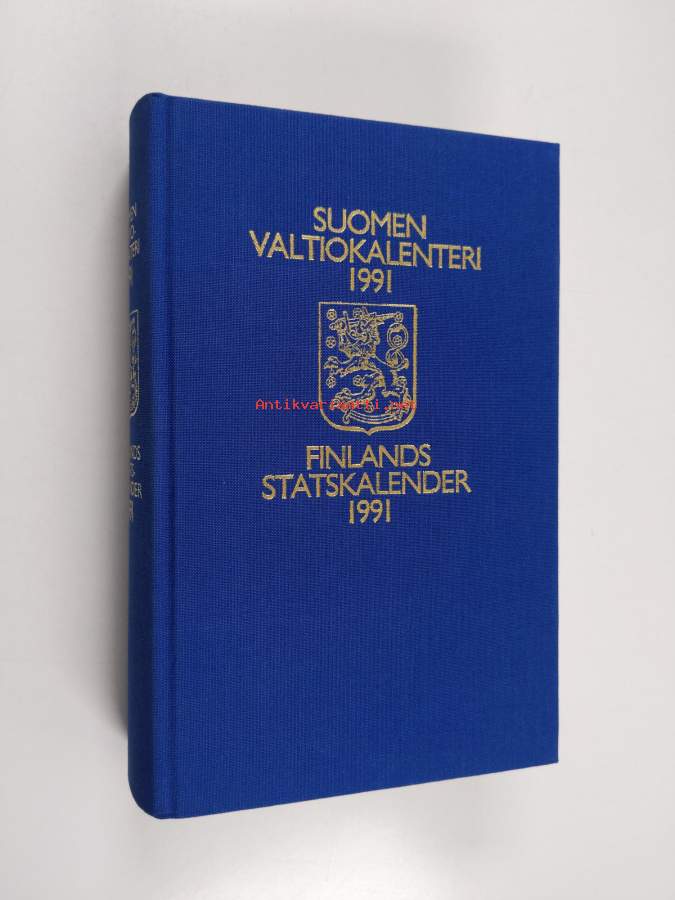 SUOMEN
VALTIOKALENTERI
1991
Antikvariaatti.net
FINLANDS
STATSKALENDER
1991